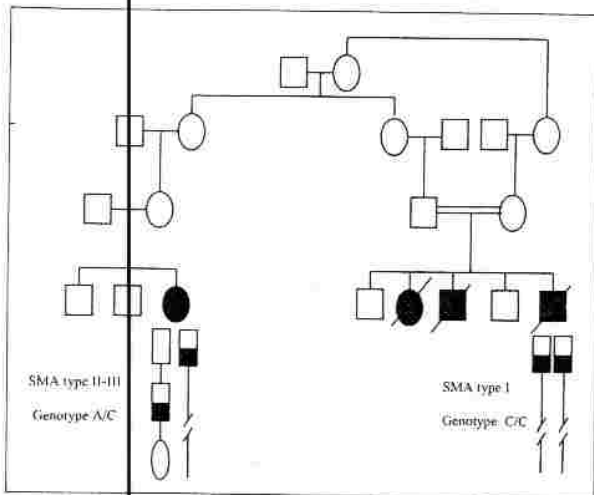 SMA type II-III
Genotype A/C
SMA type I
Genotype C/C